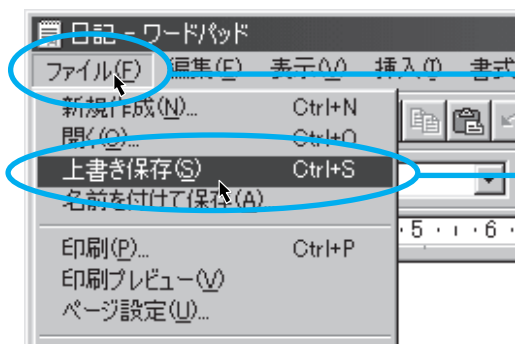 日記 - ワードパッド
ファイル(F) 編集(E) 表示(V) 挿入(I) 書式
新規作成(N)... Ctrl+N
開く(O)... Ctrl+O
上書き保存(S) Ctrl+S
名前を付けて保存(A)
· 5 · ı · 6 ·
印刷(P)... Ctrl+P
印刷プレビュー(V)
ページ設定(U)...